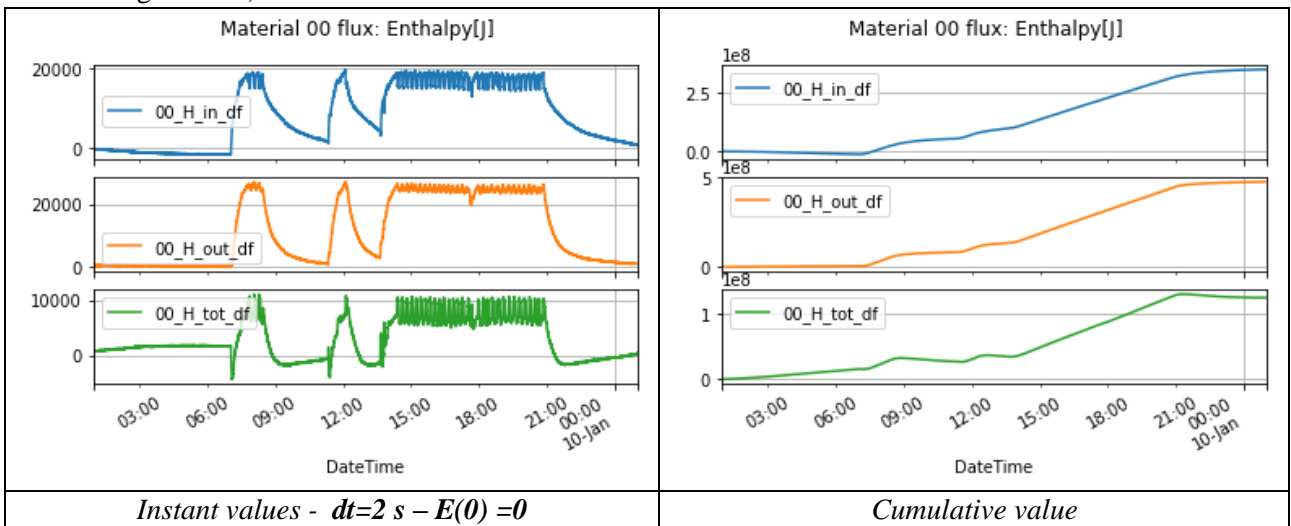 Material 00 flux: Enthalpy[J]
20000
0
00_H_in_df
20000
0
00_H_out_df
10000
0
00_H_tot_df
03:00
06:00
09:00
12:00
15:00
18:00
21:00
00:00
10-Jan
DateTime
Material 00 flux: Enthalpy[J]
1e8
2.5
0.0
00_H_in_df
1e8
5
0
00_H_out_df
1e8
1
0
00_H_tot_df
03:00
06:00
09:00
12:00
15:00
18:00
21:00
00:00
10-Jan
DateTime
Instant values - dt=2 s – E(0) =0
Cumulative value